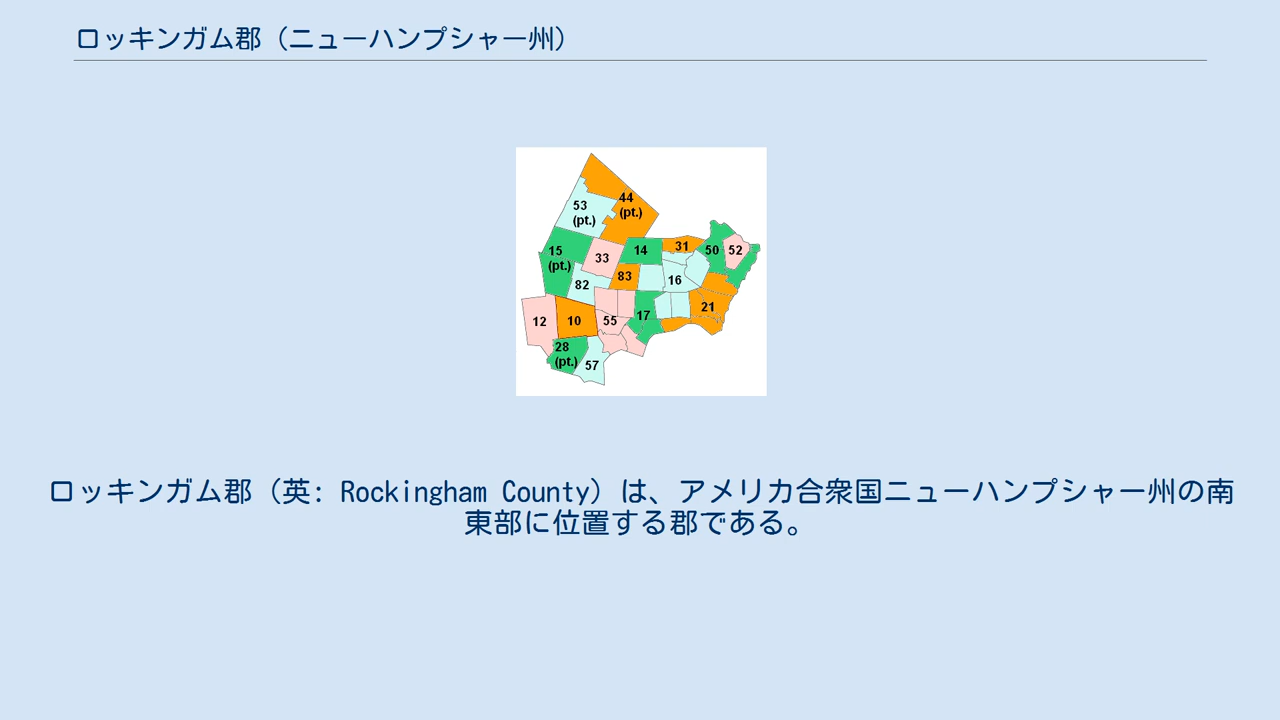 ロッキンガム郡（ニューハンプシャー州）
44
53 (pt.)
(pt.)
31
50
52
15
14
33
(pt.)
83
82
16
21
12
10
55
17
28
(pt.)
57
ロッキンガム郡（英: Rockingham County）は、アメリカ合衆国ニューハンプシャー州の南
東部に位置する郡である。